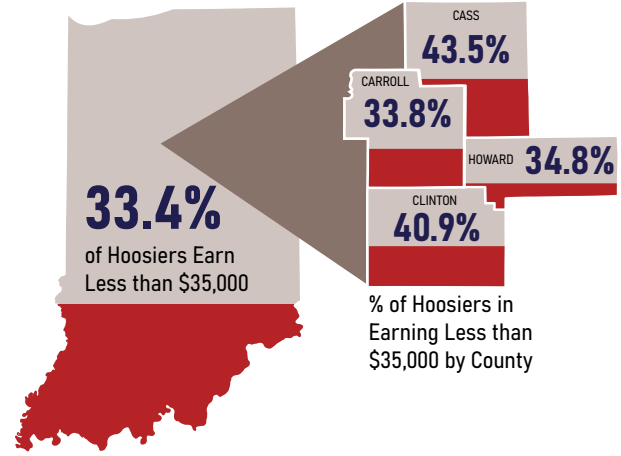 CASS
43.5%
CARROLL
33.8%
HOWARD 34.8%
CLINTON
40.9%
33.4%
of Hoosiers Earn
Less than $35,000
% of Hoosiers in
Earning Less than
$35,000 by County